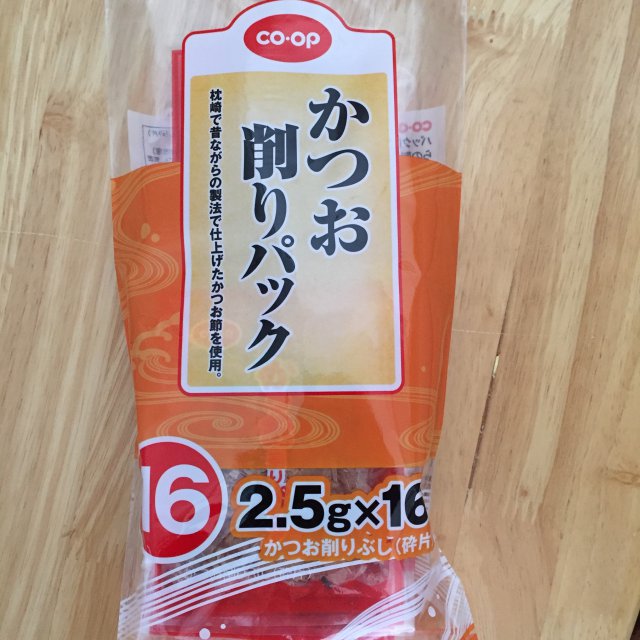 CO·OP
かつお
削りパック
枕崎で昔ながらの製法で仕上げたかつお節を使用。
16
2.5g×16
かつお削りぶし(砕片